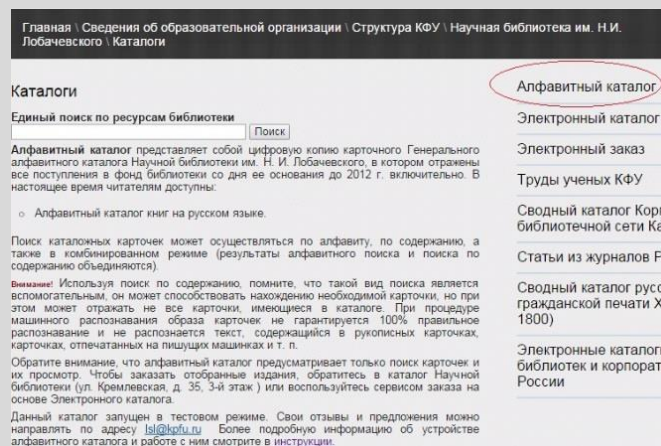 Главная \ Сведения об образовательной организации \ Структура КФУ \ Научная библиотека им. Н.И.
Лобачевского \ Каталоги
Каталоги
Единый поиск по ресурсам библиотеки
Поиск
Алфавитный каталог представляет собой цифровую копию карточного Генерального
алфавитного каталога Научной библиотеки им. Н. И. Лобачевского, в котором отражены
все поступления в фонд библиотеки со дня ее основания до 2012 г. включительно. В
настоящее время читателям доступны:
○ Алфавитный каталог книг на русском языке.
Поиск каталожных карточек может осуществляться по алфавиту, по содержанию, а
также в комбинированном режиме (результаты алфавитного поиска и поиска по
содержанию объединяются).
Внимание! Используя поиск по содержанию, помните, что такой вид поиска является
вспомогательным, он может способствовать нахождению необходимой карточки, но при
этом может отражать не все карточки, имеющиеся в каталоге. При процедуре
машинного распознавания образа карточек не гарантируется 100% правильное
распознавание и не распознается текст, содержащийся в рукописных карточках,
карточках, отпечатанных на пишущих машинках и т. п.
Обратите внимание, что алфавитный каталог предусматривает только поиск карточек и
их просмотр. Чтобы заказать отобранные издания, обратитесь в каталог Научной
библиотеки (ул. Кремлевская, д. 35, 3-й этаж ) или воспользуйтесь сервисом заказа на
основе Электронного каталога.
Данный каталог запущен в тестовом режиме. Свои отзывы и предложения можно
направлять по адресу lsl@kpfu.ru Более подробную информацию об устройстве
алфавитного каталога и работе с ним смотрите в инструкции.
Алфавитный каталог
Электронный каталог
Электронный заказ
Труды ученых КФУ
Сводный каталог Кор
библиотечной сети Ка
Статьи из журналов Р
Сводный каталог русс
гражданской печати X
1800)
Электронные каталоги
библиотек и корпорат
России